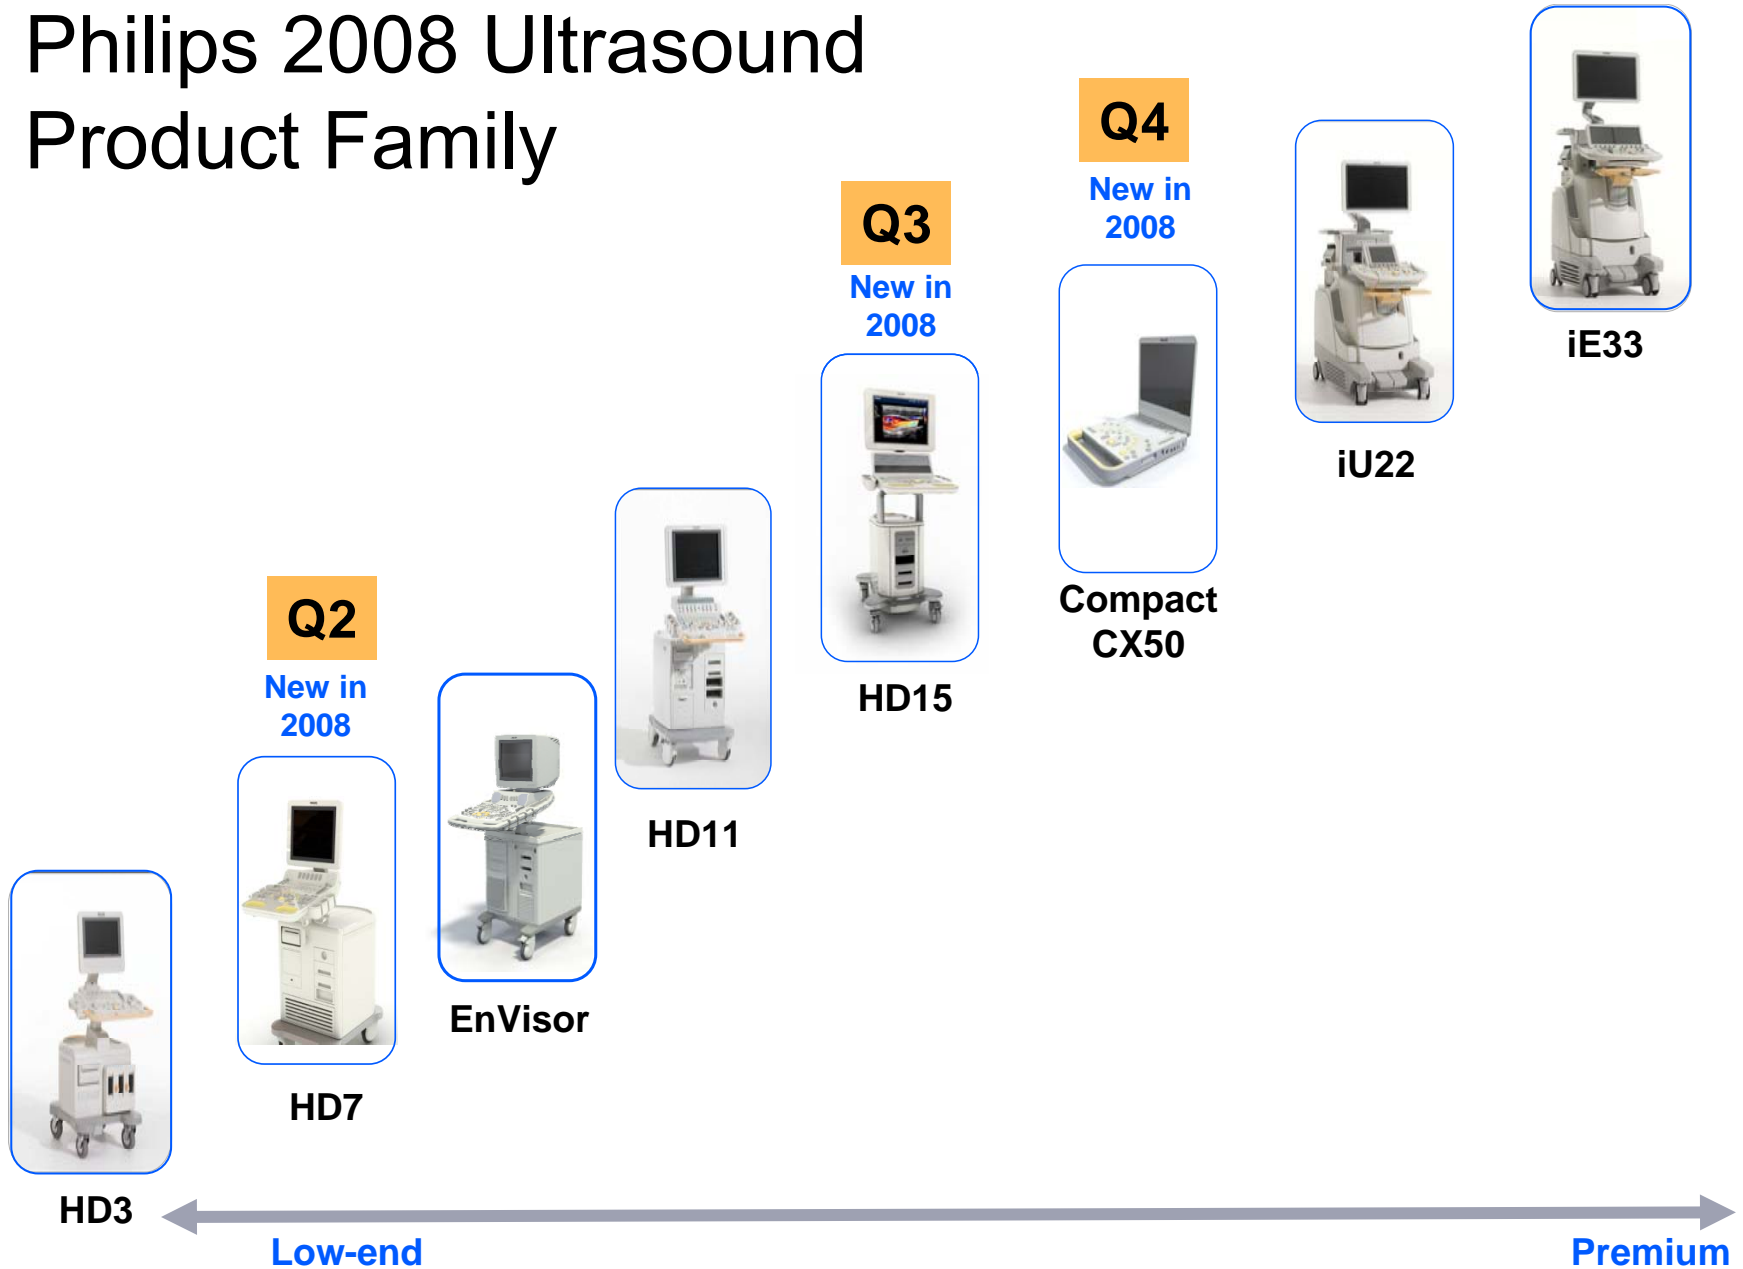 Philips 2008 Ultrasound
Product Family
Q4
New in
2008
Q3
New in
2008
iE33
iU22
Compact
CX50
Q2
New in
2008
HD15
HD11
EnVisor
HD7
HD3
Low-end
Premium